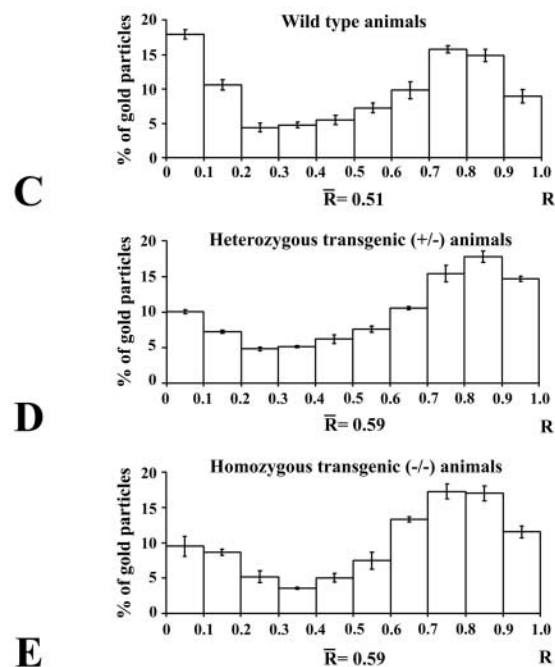 Wild type animals
% of gold particles
20
15
10
5
0
0 0.1 0.2 0.3 0.4 0.5 0.6 0.7 0.8 0.9 1.0
C
R̅= 0.51
R
Heterozygous transgenic (+/-) animals
% of gold particles
20
15
10
5
0
0 0.1 0.2 0.3 0.4 0.5 0.6 0.7 0.8 0.9 1.0
D
R̅= 0.59
R
Homozygous transgenic (-/-) animals
% of gold particles
20
15
10
5
0
0 0.1 0.2 0.3 0.4 0.5 0.6 0.7 0.8 0.9 1.0
E
R̅= 0.59
R